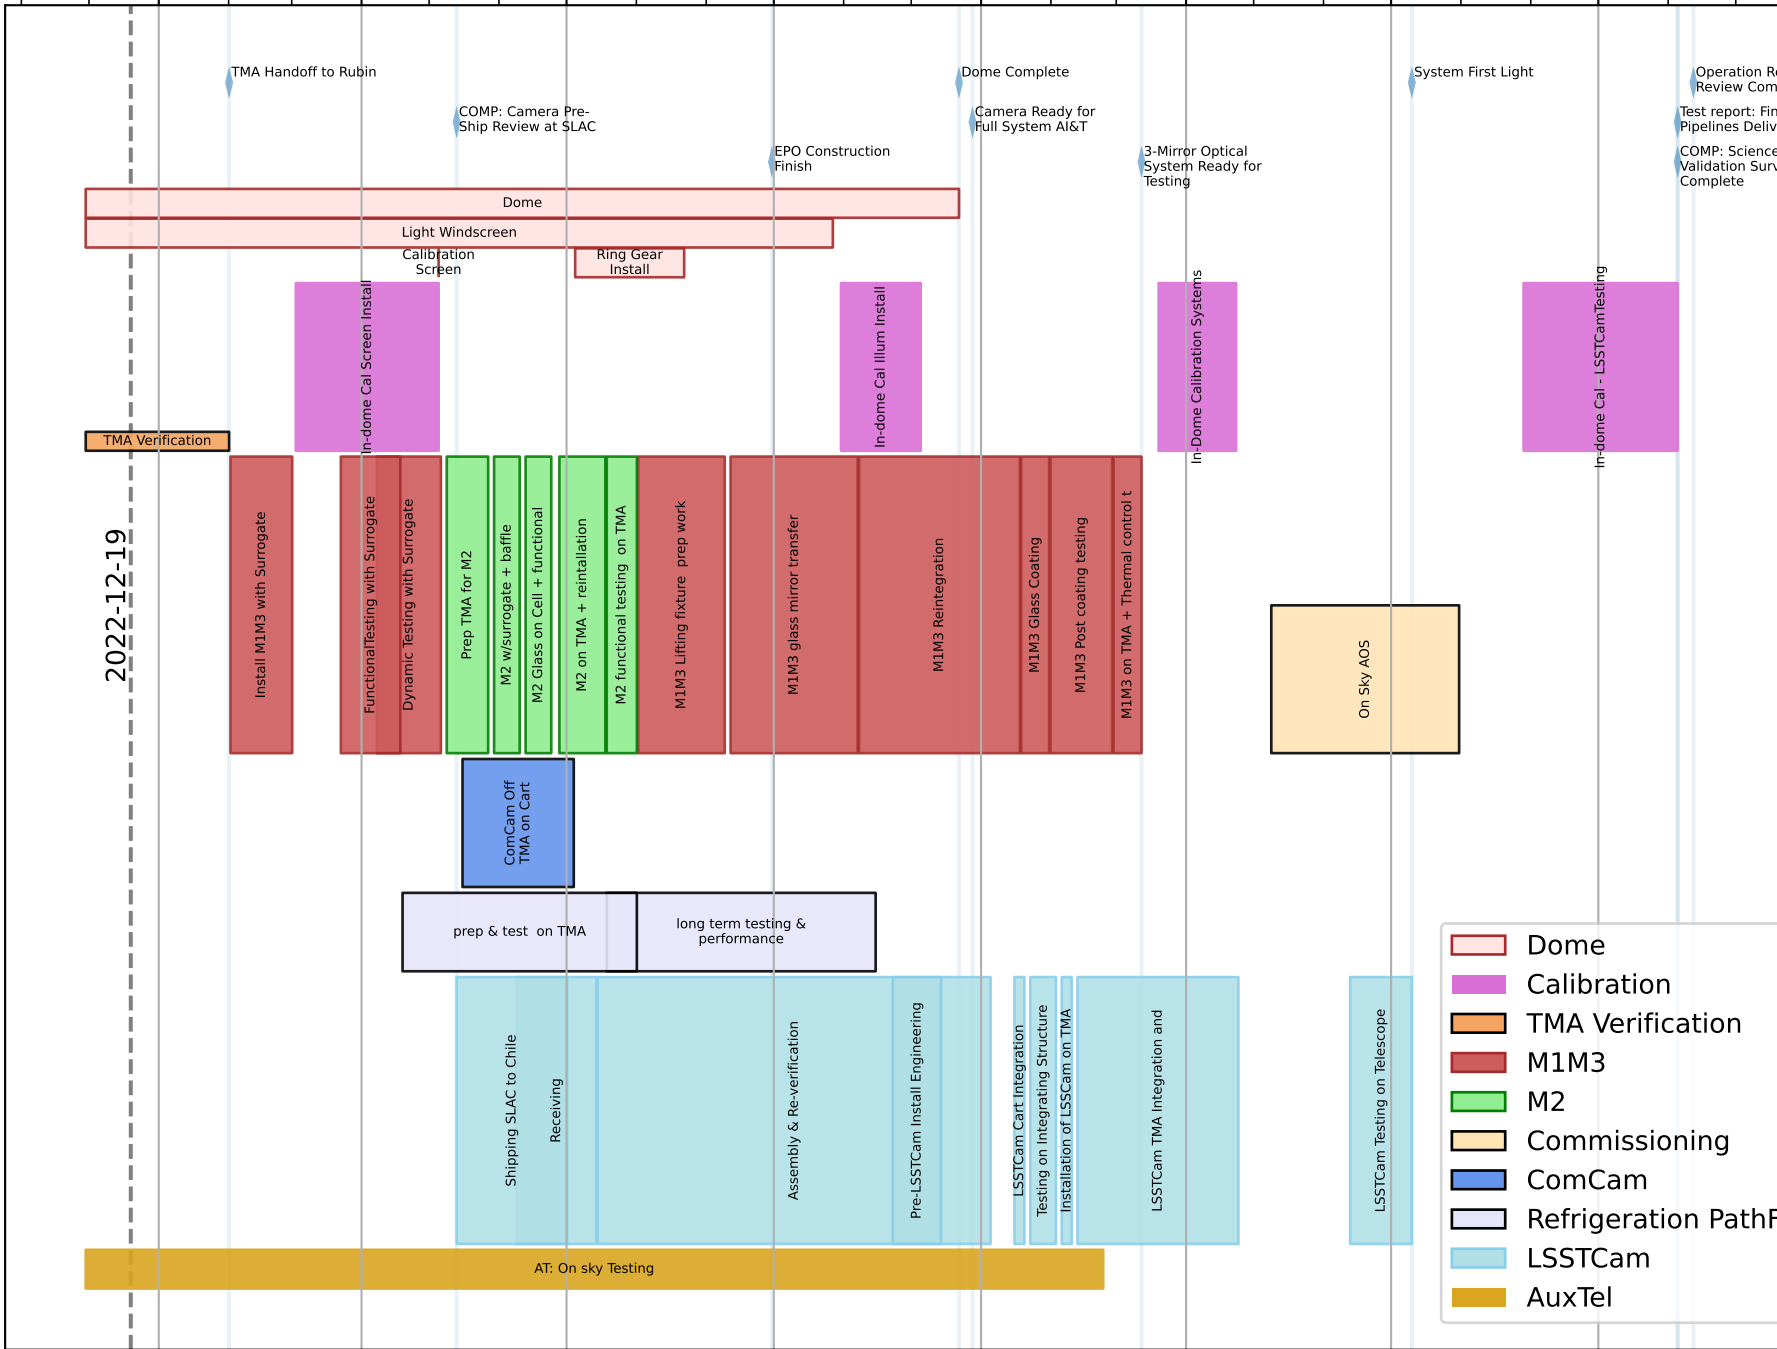 TMA Handoff to Rubin
Dome Complete
System First Light
Operation R
Review Com
COMP: Camera Pre-
Ship Review at SLAC
Camera Ready for
Full System AI&T
Test report: Fin
Pipelines Deliv
EPO Construction
Finish
3-Mirror Optical
System Ready for
Testing
COMP: Science
Validation Surv
Complete
Dome
Light Windscreen
Calibration
Screen
Ring Gear
Install
In-dome Cal Screen Install
In-dome Cal Illum Install
In-Dome Calibration Systems
In-dome Cal - LSSTCamTesting
TMA Verification
2022-12-19
Install M1M3 with Surrogate
FunctionalTesting with Surrogate
Dynamic Testing with Surrogate
Prep TMA for M2
M2 w/surrogate + baffle
M2 Glass on Cell + functional
M2 on TMA + reintallation
M2 functional testing  on TMA
M1M3 Lifting fixture  prep work
M1M3 glass mirror transfer
M1M3 Reintegration
M1M3 Glass Coating
M1M3 Post coating testing
M1M3 on TMA + Thermal control t
On Sky AOS
ComCam Off
TMA on Cart
prep & test  on TMA
long term testing &
performance
Shipping SLAC to Chile
Receiving
Assembly & Re-verification
Pre-LSSTCam Install Engineering
LSSTCam Cart Integration
Testing on Integrating Structure
Installation of LSSCam on TMA
LSSTCam TMA Integration and
LSSTCam Testing on Telescope
AT: On sky Testing
Dome
Calibration
TMA Verification
M1M3
M2
Commissioning
ComCam
Refrigeration PathF
LSSTCam
AuxTel